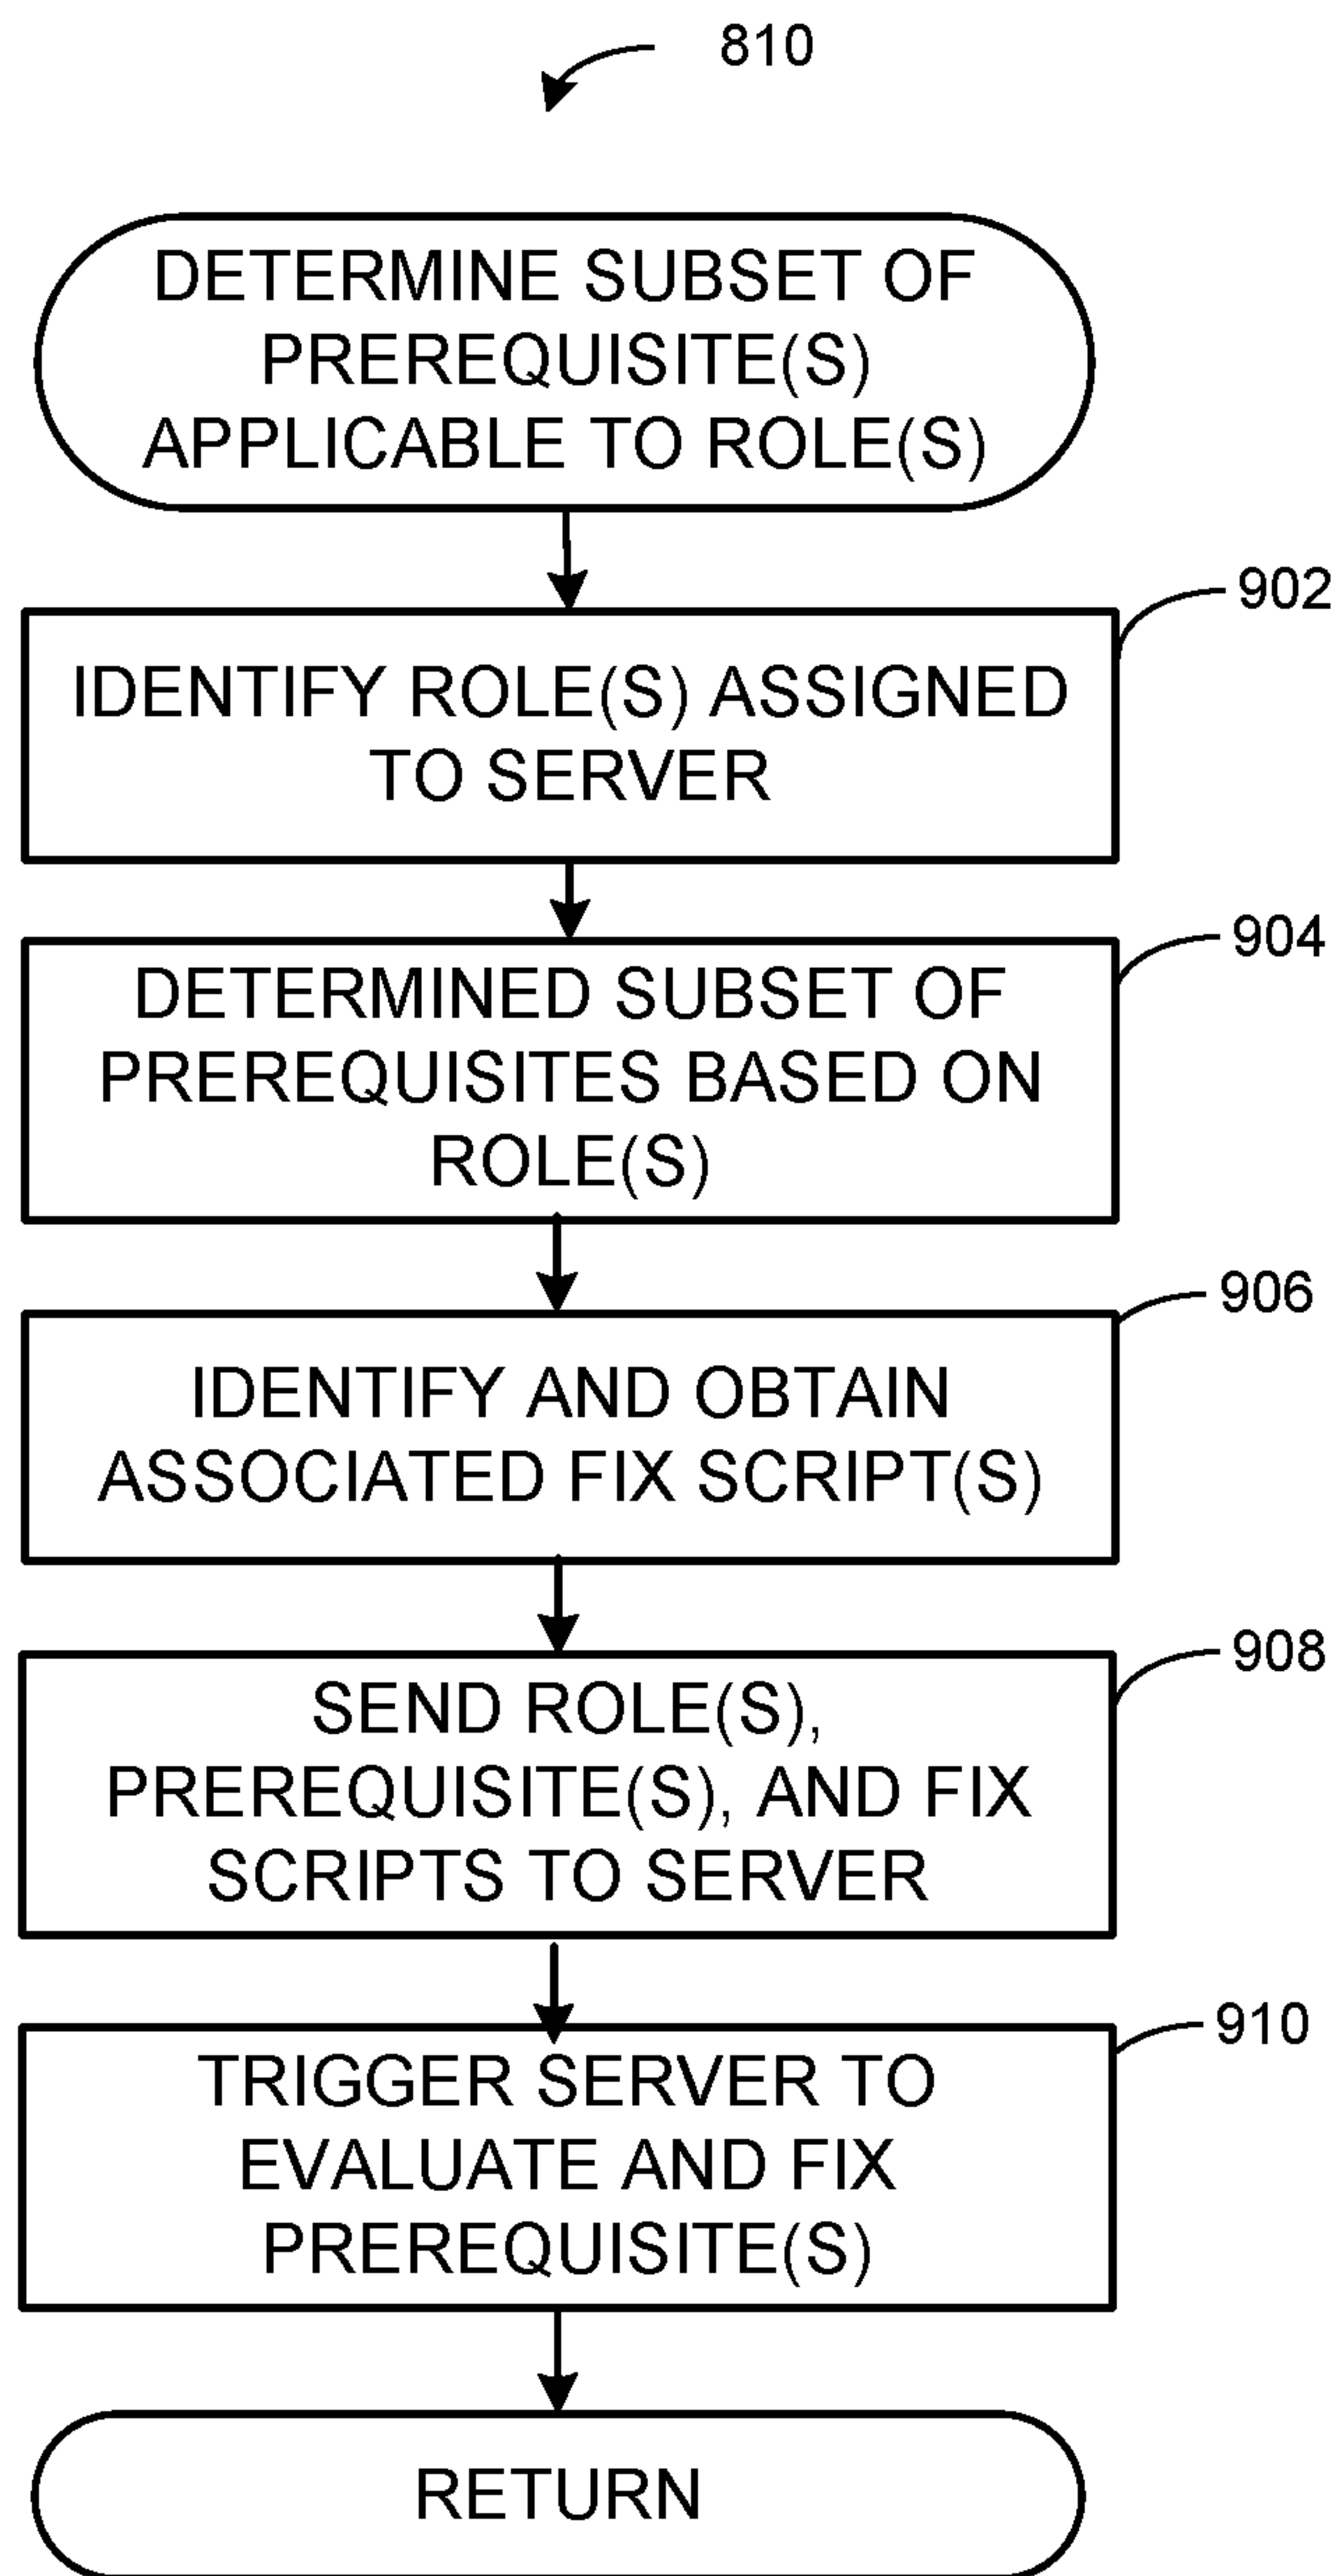 810
DETERMINE SUBSET OF
PREREQUISITE(S)
APPLICABLE TO ROLE(S)
902
IDENTIFY ROLE(S) ASSIGNED
TO SERVER
904
DETERMINED SUBSET OF
PREREQUISITES BASED ON
ROLE(S)
906
IDENTIFY AND OBTAIN
ASSOCIATED FIX SCRIPT(S)
908
SEND ROLE(S),
PREREQUISITE(S), AND FIX
SCRIPTS TO SERVER
910
TRIGGER SERVER TO
EVALUATE AND FIX
PREREQUISITE(S)
RETURN